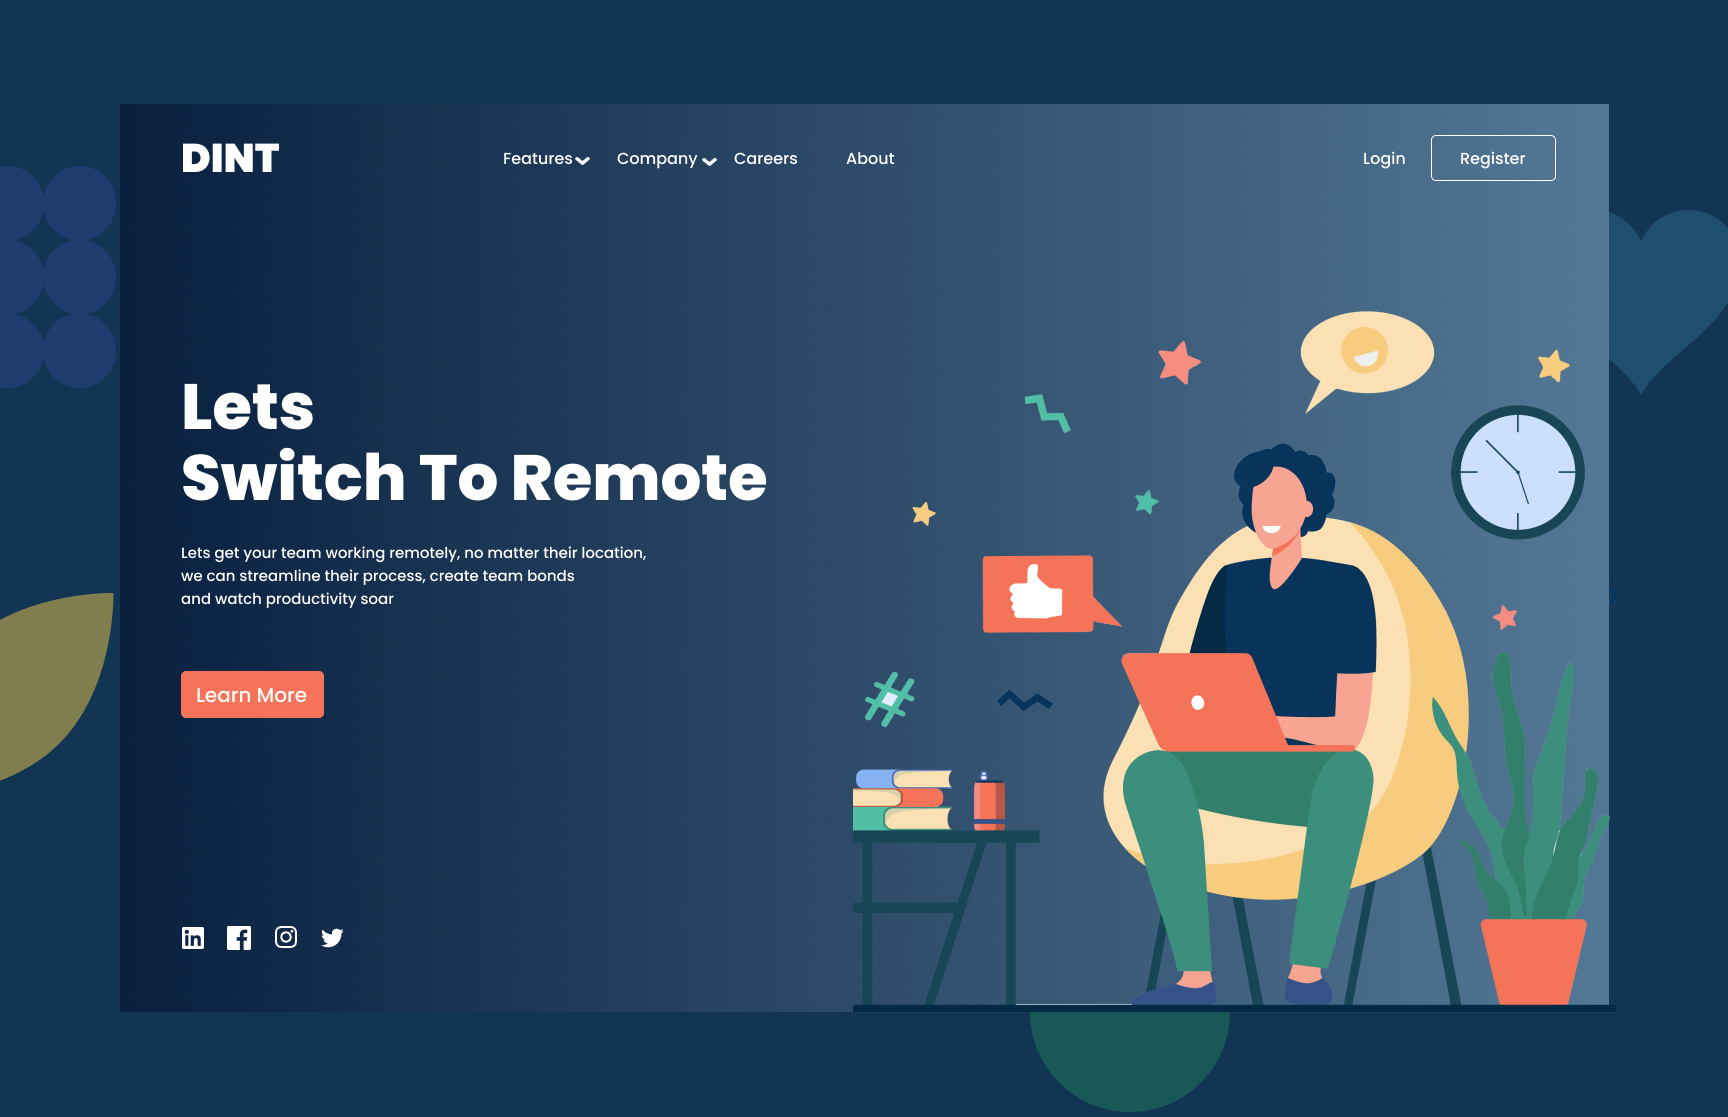 DINT
Features
Company
Careers
About
Login
Register
Lets
Switch To Remote
Lets get your team working remotely, no matter their location,
we can streamline their process, create team bonds
and watch productivity soar
Learn More